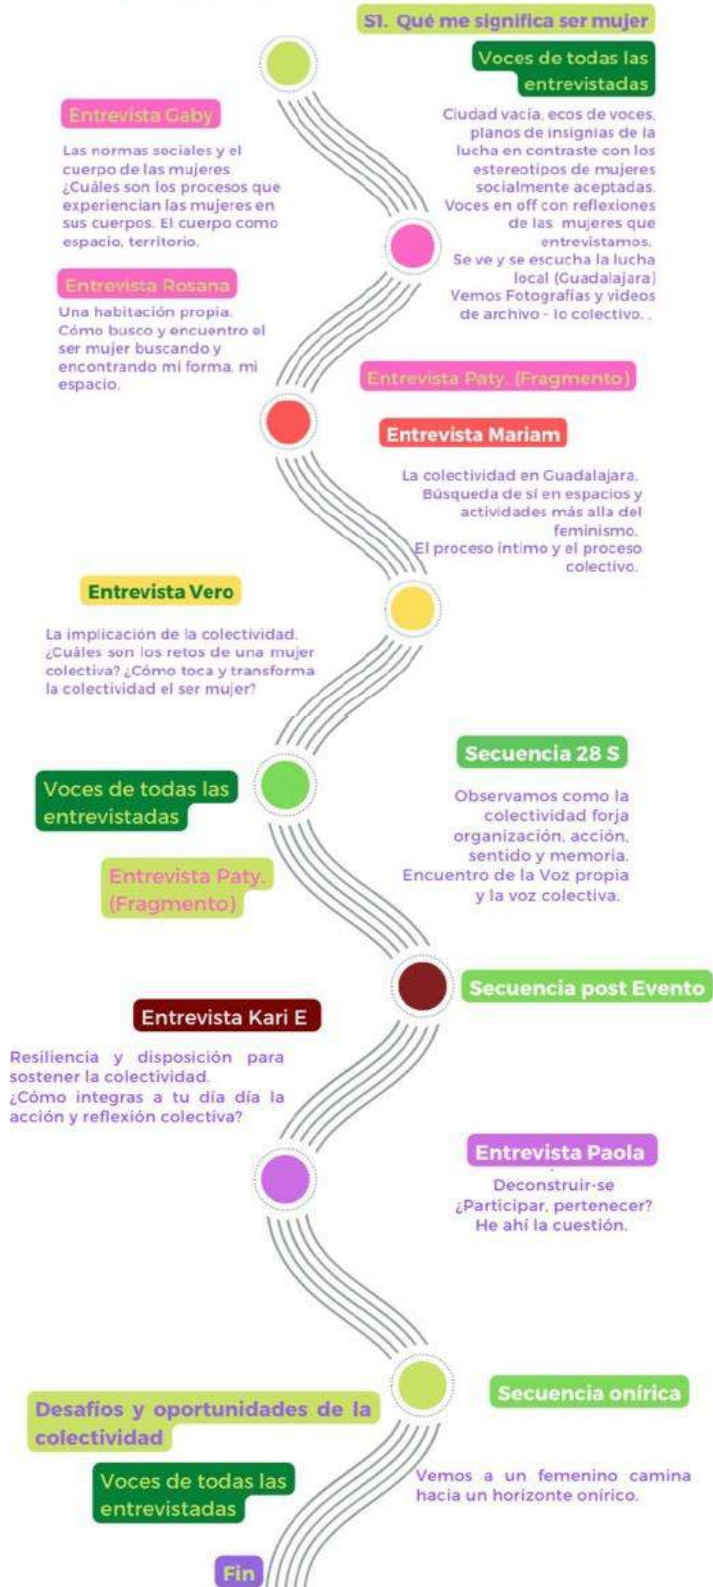 S1. Qué me significa ser mujer
Voces de todas las
entrevistadas
Ciudad vacía, ecos de voces,
planos de insignias de la
lucha en contraste con los
estereotipos de mujeres
socialmente aceptadas.
Voces en off con reflexiones
de las mujeres que
entrevistamos.
Se ve y se escucha la lucha
local (Guadalajara)
Vemos Fotografías y videos
de archivo - lo colectivo. .
Entrevista Gaby
Las normas sociales y el
cuerpo de las mujeres.
¿Cuáles son los procesos que
experiencian las mujeres en
sus cuerpos. El cuerpo como
espacio, territorio.
Entrevista Rosana
Una habitación propia.
Cómo busco y encuentro el
ser mujer buscando y
encontrando mi forma, mi
espacio.
Entrevista Paty. (Fragmento)
Entrevista Mariam
La colectividad en Guadalajara.
Búsqueda de sí en espacios y
actividades más alla del
feminismo.
El proceso íntimo y el proceso
colectivo.
Entrevista Vero
La implicación de la colectividad.
¿Cuáles son los retos de una mujer
colectiva? ¿Cómo toca y transforma
la colectividad el ser mujer?
Secuencia 28 S
Observamos como la
colectividad forja
organización, acción,
sentido y memoria.
Encuentro de la Voz propia
y la voz colectiva.
Voces de todas las
entrevistadas
Entrevista Paty.
(Fragmento)
Secuencia post Evento
Entrevista Kari E
Resiliencia y disposición para
sostener la colectividad.
¿Cómo integras a tu día día la
acción y reflexión colectiva?
Entrevista Paola
Deconstruir-se
¿Participar, pertenecer?
He ahí la cuestión.
Secuencia onírica
Desafíos y oportunidades de la
colectividad
Voces de todas las
entrevistadas
Vemos a un femenino camina
hacia un horizonte onírico.
Fin